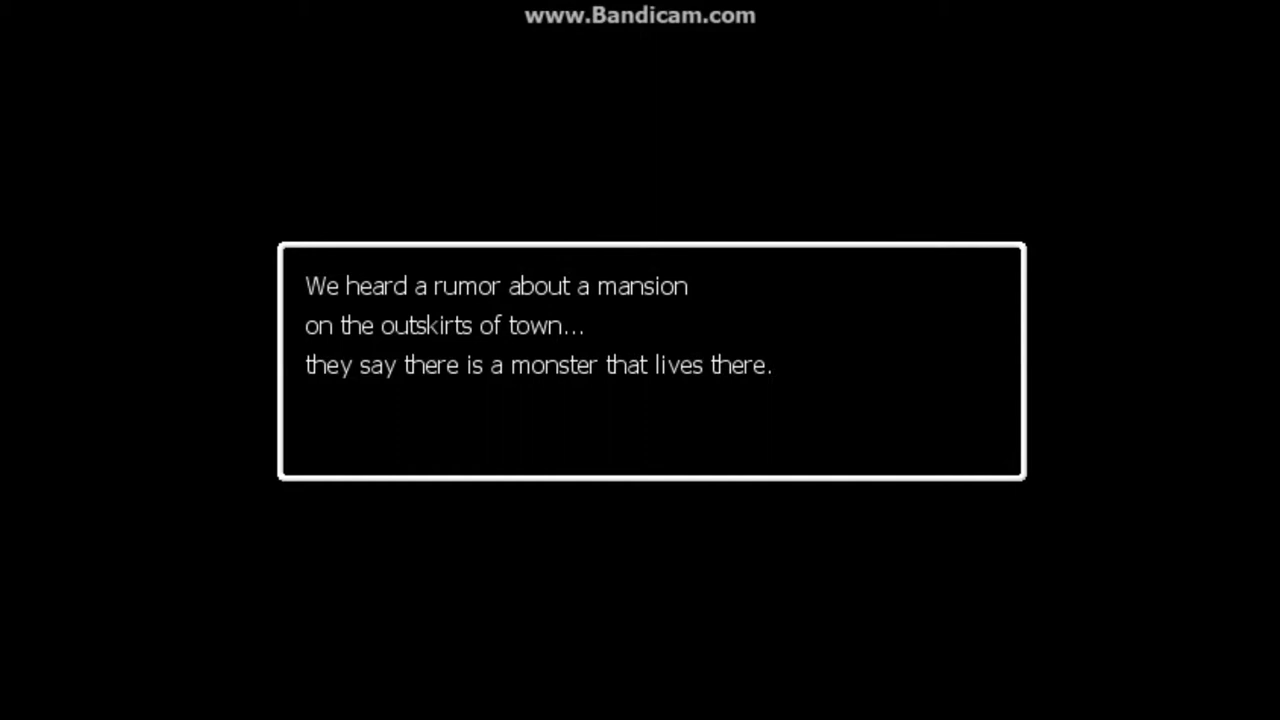 www.Bandicam.com
We heard a rumor about a mansion
on the outskirts of town...
they say there is a monster that lives there.